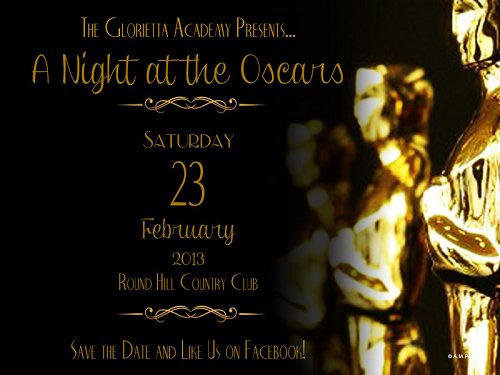 The Glorietta Academy Presents...
A Night at the Oscars
Saturday
23
February
2013
Round Hill Country Club
Save the Date and Like Us on Facebook!